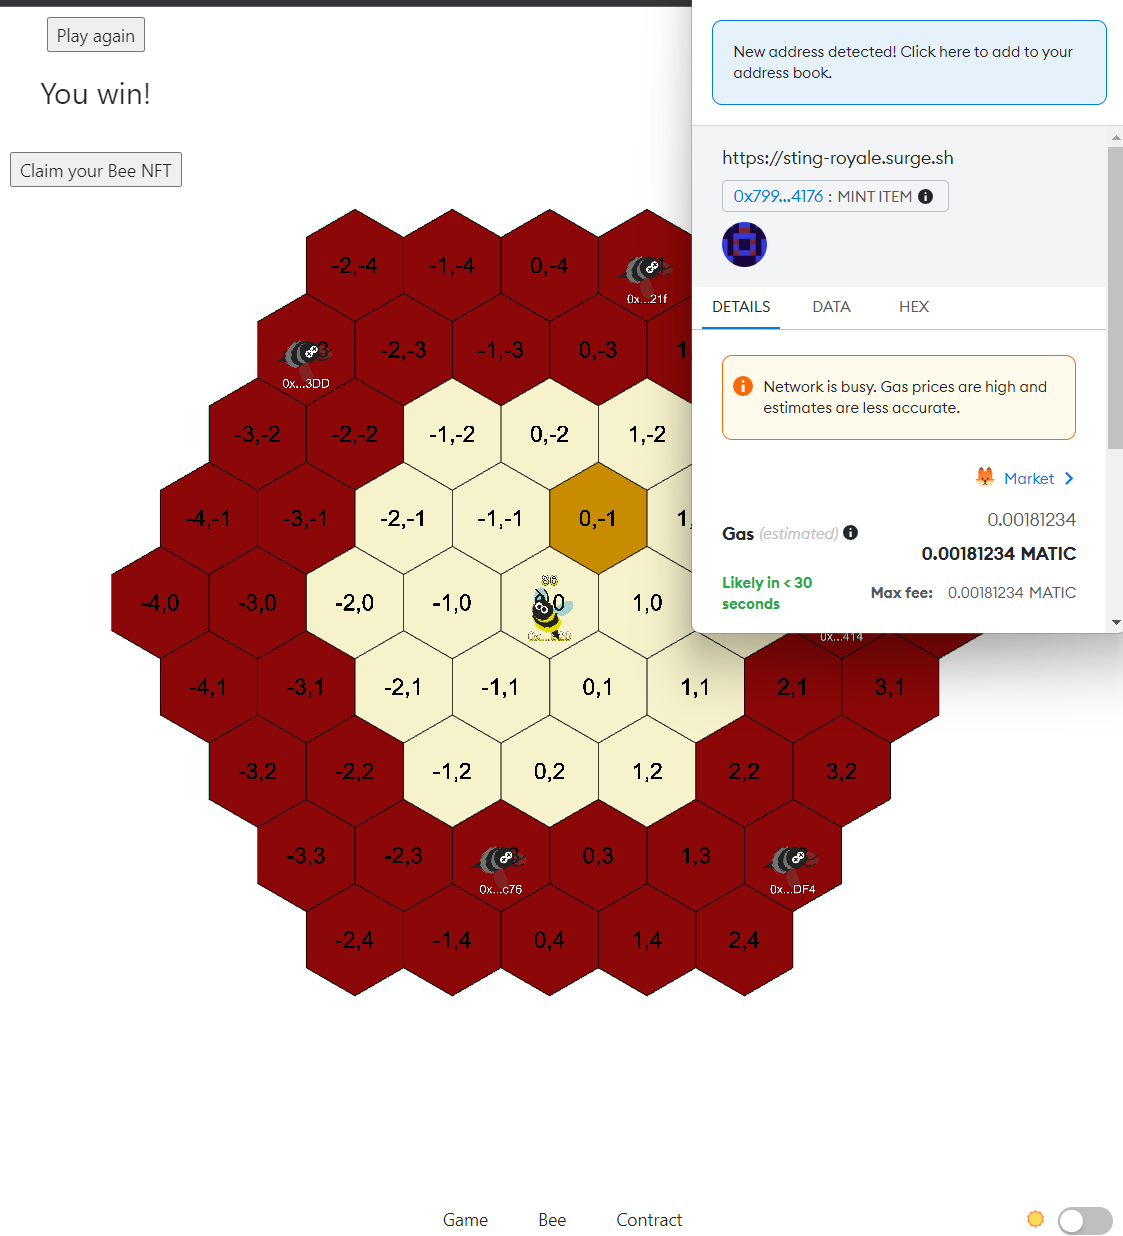 Play again
You win!
Claim your Bee NFT
New address detected! Click here to add to your
address book.
https://sting-royale.surge.sh
0x799...4176 : MINT ITEM
DETAILS DATA HEX
Network is busy. Gas prices are high and
estimates are less accurate.
Market
0.00181234
Gas (estimated)
0.00181234 MATIC
Likely in < 30
seconds
Max fee: 0.00181234 MATIC
-2,-4 -1,-4 0,-4
0x...21f
-2,-3 -1,-3 0,-3
0x...3DD
-3,-2 -2,-2 -1,-2 0,-2 1,-2
-4,-1 -3,-1 -2,-1 -1,-1 0,-1
86
-4,0 -3,0 -2,0 -1,0 1,0
0x...414
-4,1 -3,1 -2,1 -1,1 0,1 1,1 2,1 3,1
-3,2 -2,2 -1,2 0,2 1,2 2,2 3,2
-3,3 -2,3 0,3 1,3
0x...c76 0x...DF4
-2,4 -1,4 0,4 1,4 2,4
Game Bee Contract